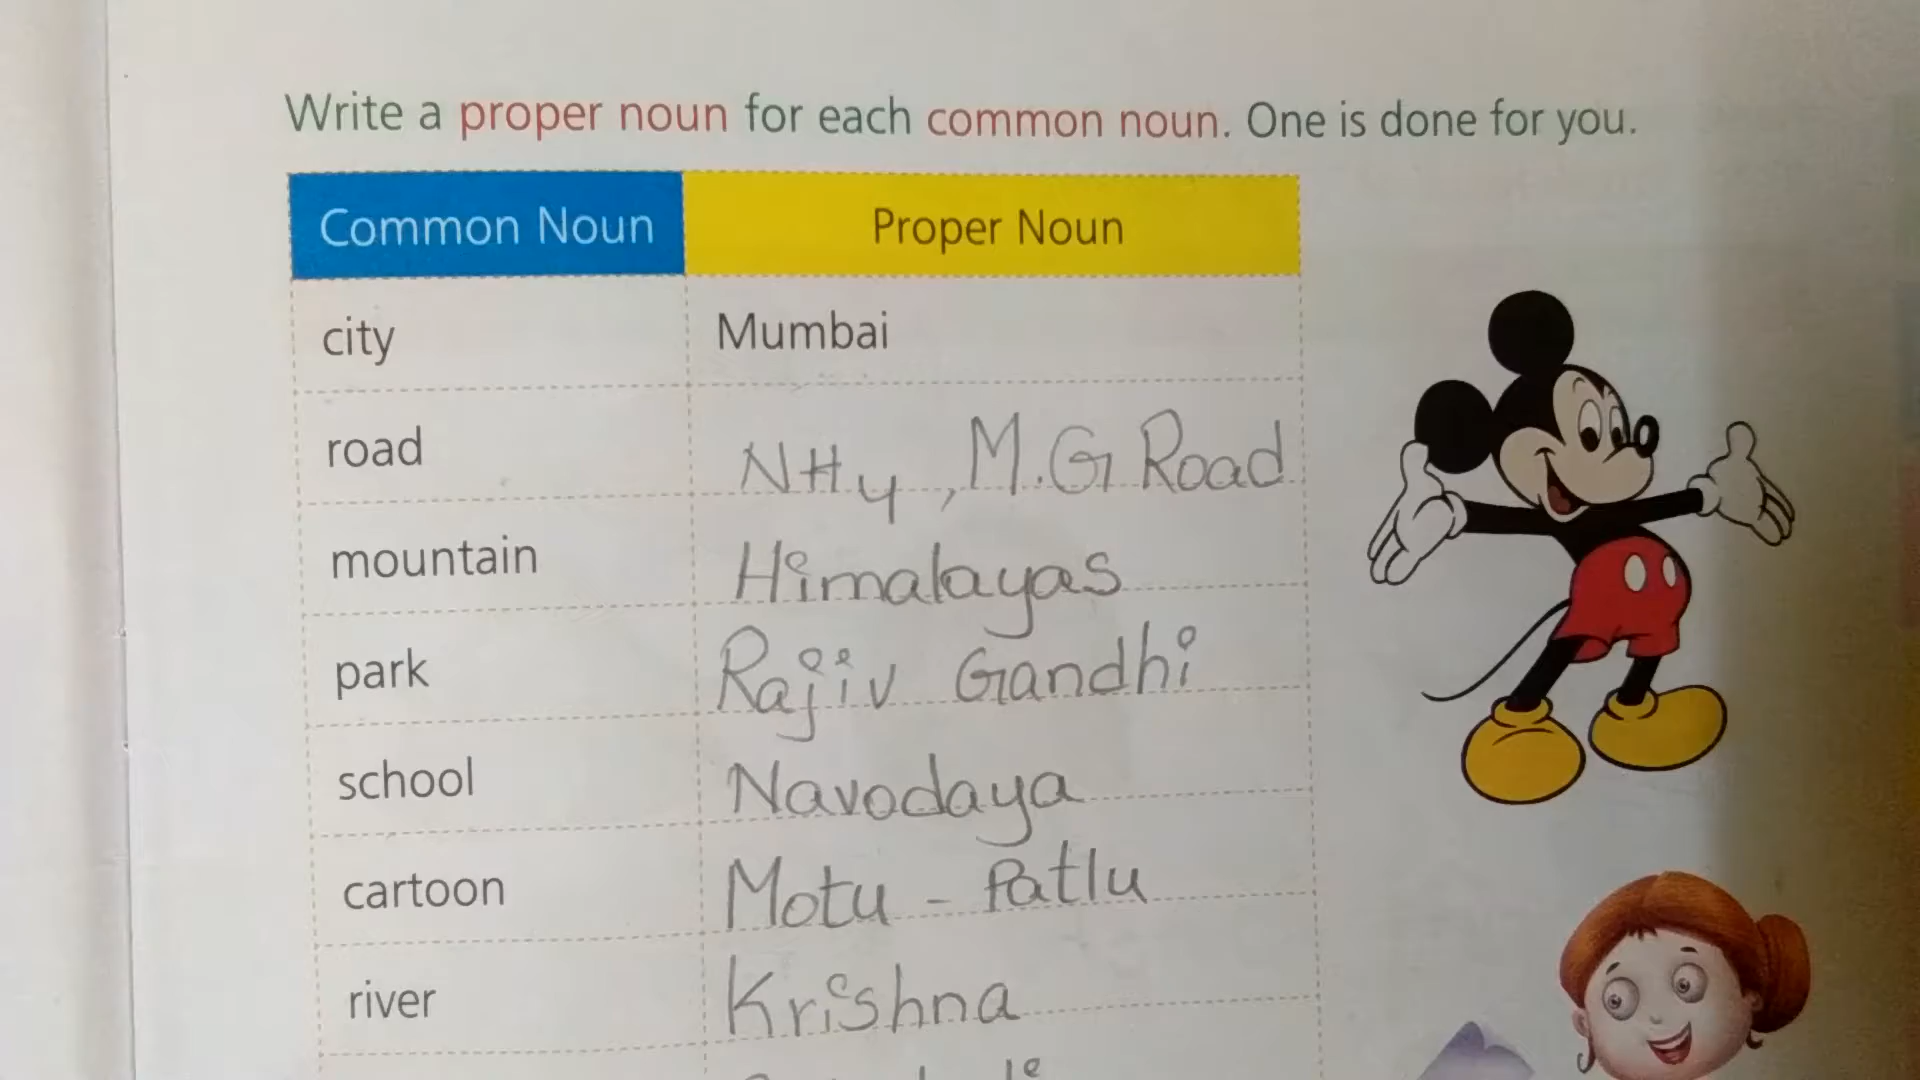 Write a proper noun for each common noun. One is done for you.
Common Noun Proper Noun
city Mumbai
road NH4, M.G Road
mountain Himalayas
park Rajiv Gandhi
school Navodaya
cartoon Motu - Patlu
river Krishna